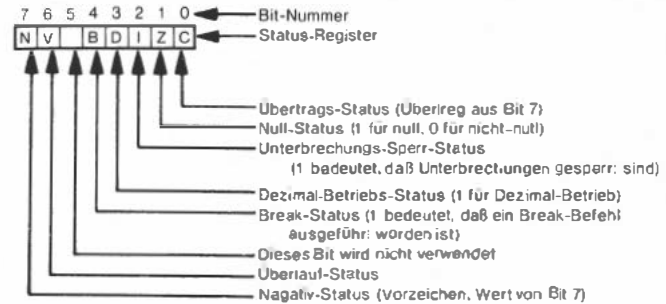 7 6 5 4 3 2 1 0 Bit-Nummer
N V B D I Z C Status-Register
Übertrags-Status (Überlreg aus Bit 7)
Null-Status (1 für null, 0 für nicht-null)
Unterbrechungs-Sperr-Status
(1 badeutet, daß Unterbrechungen gesperrt sind)
Dezimal-Betriebs-Status (1 für Dezimal-Betrieb)
Break-Status (1 bedeutet, daß ein Break-Befehl
ausgeführt worden ist)
Dieses Bit wird nicht verwendet
Überlauf-Status
Nagativ-Status (Vorzeichen, Wert von Bit 7)